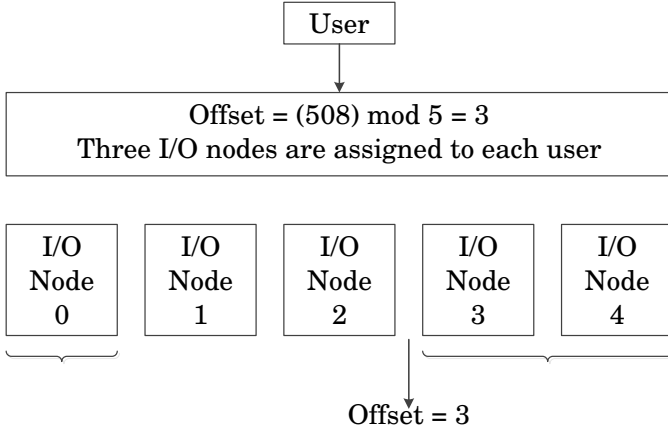 User
Offset = (508) mod 5 = 3
Three I/O nodes are assigned to each user
I/O
Node
0
I/O
Node
1
I/O
Node
2
I/O
Node
3
I/O
Node
4
Offset = 3